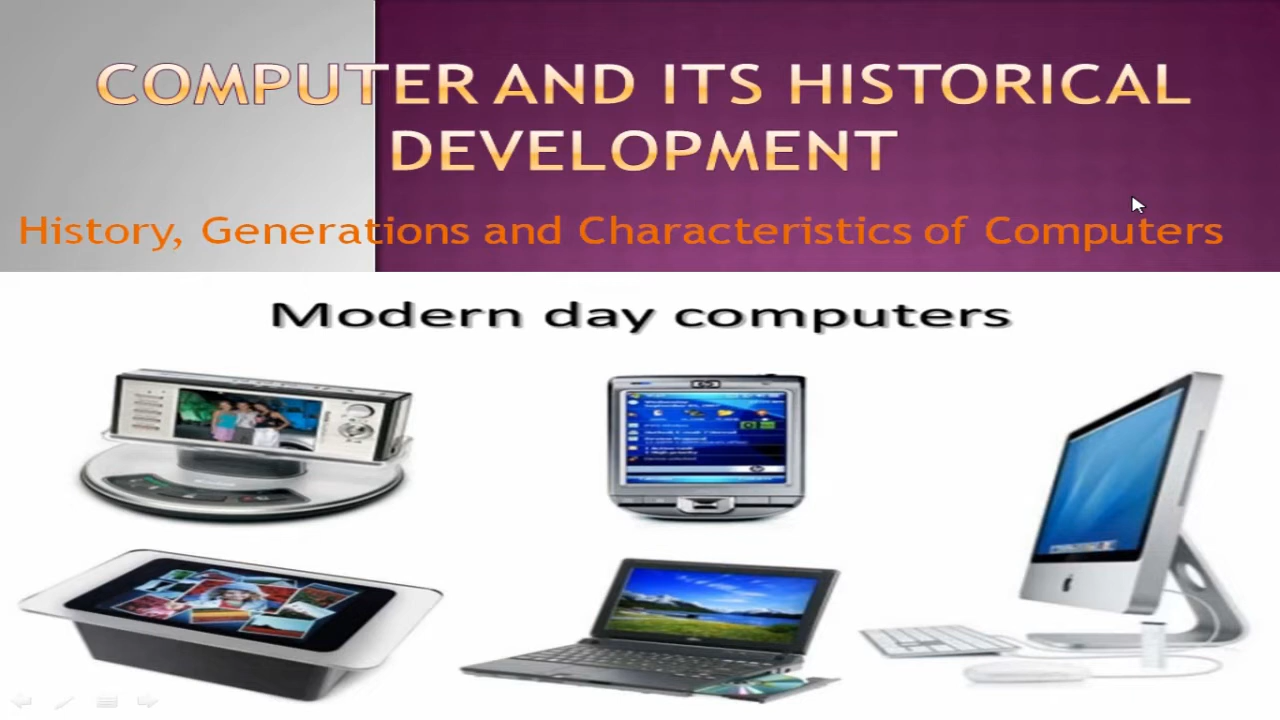 COMPUTER AND ITS HISTORICAL
DEVELOPMENT
History, Generations and Characteristics of Computers
Modern day computers